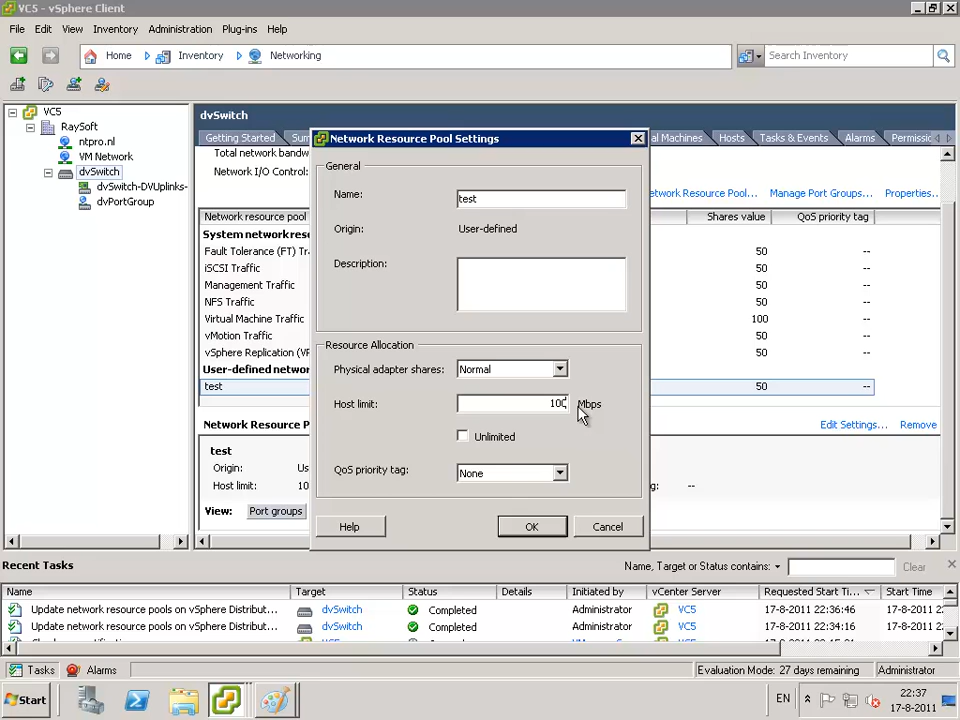 VC5 - vSphere Client
File Edit View Inventory Administration Plug-ins Help
Home Inventory Networking Search Inventory
VC5
RaySoft
ntpro.nl
VM Network
dvSwitch
dvSwitch-DVUplinks-
dvPortGroup
dvSwitch
Getting Started Sum al Machines Hosts Tasks & Events Alarms Permissic
Total network bandw
Network I/O Control:
etwork Resource Pool... Manage Port Groups... Properties...
Network resource pool Shares value QoS priority tag
System network reso
Fault Tolerance (FT) Tr 50 --
iSCSI Traffic 50 --
Management Traffic 50 --
NFS Traffic 50 --
Virtual Machine Traffic 100 --
vMotion Traffic 50 --
vSphere Replication (VR 50 --
User-defined networ
test 50 --
Network Resource P Edit Settings... Remove
test
Origin: Us
Host limit: 10 g: --
View: Port groups
Network Resource Pool Settings
General
Name: test
Origin: User-defined
Description:
Resource Allocation
Physical adapter shares: Normal
Host limit: 100 Mbps
Unlimited
QoS priority tag: None
Help OK Cancel
Recent Tasks Name, Target or Status contains: Clear
Name Target Status Details Initiated by vCenter Server Requested Start Ti... Start Time
Update network resource pools on vSphere Distribut... dvSwitch Completed Administrator VC5 17-8-2011 22:36:46 17-8-2011
Update network resource pools on vSphere Distribut... dvSwitch Completed Administrator VC5 17-8-2011 22:34:16 17-8-2011
Tasks Alarms Evaluation Mode: 27 days remaining Administrator
Start EN 22:37
17-8-2011